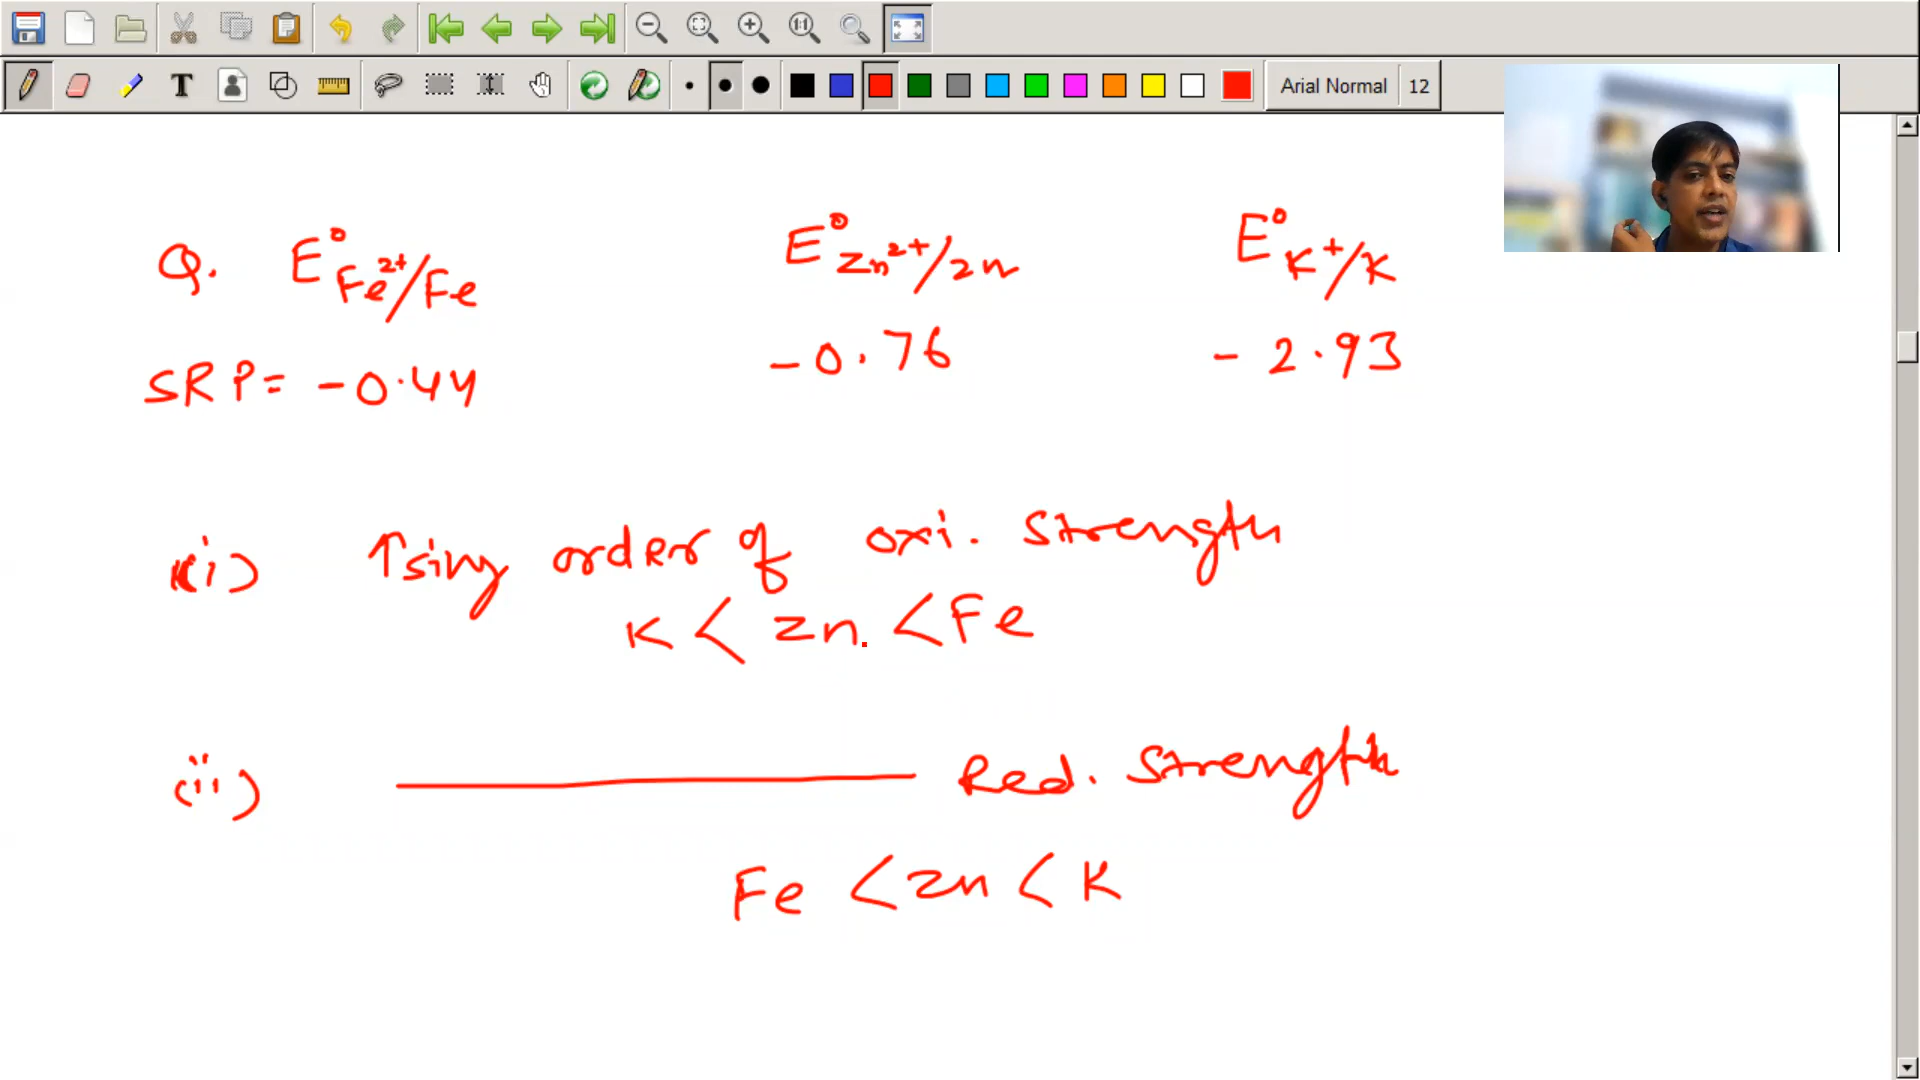 Arial Normal 12
Q. E° Fe²⁺/Fe E° Zn²⁺/Zn E° K⁺/K
SRP = -0.44 -0.76 -2.93
(i) ↑sing order of oxi. strength
K < Zn < Fe
(ii) Red. strength
Fe < Zn < K